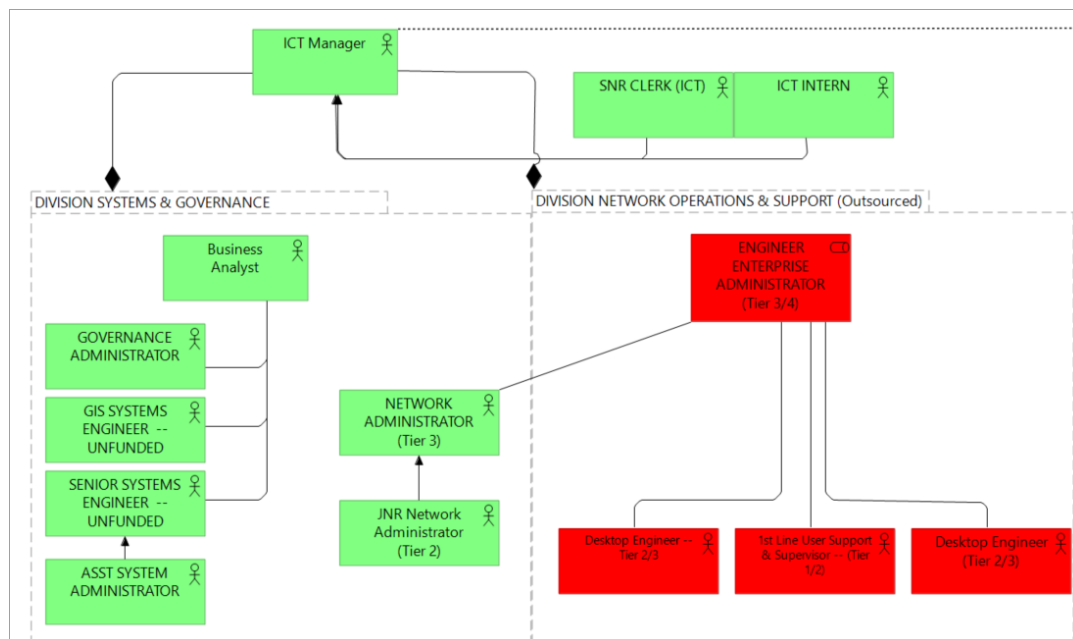 ICT Manager
SNR CLERK (ICT)
ICT INTERN
DIVISION SYSTEMS & GOVERNANCE
DIVISION NETWORK OPERATIONS & SUPPORT (Outsourced)
Business
Analyst
GOVERNANCE
ADMINISTRATOR
GIS SYSTEMS
ENGINEER --
UNFUNDED
SENIOR SYSTEMS
ENGINEER --
UNFUNDED
ASST SYSTEM
ADMINISTRATOR
NETWORK
ADMINISTRATOR
(Tier 3)
JNR Network
Administrator
(Tier 2)
ENGINEER
ENTERPRISE
ADMINISTRATOR
(Tier 3/4)
Desktop Engineer --
Tier 2/3
1st Line User Support
& Supervisor -- (Tier
1/2)
Desktop Engineer
(Tier 2/3)